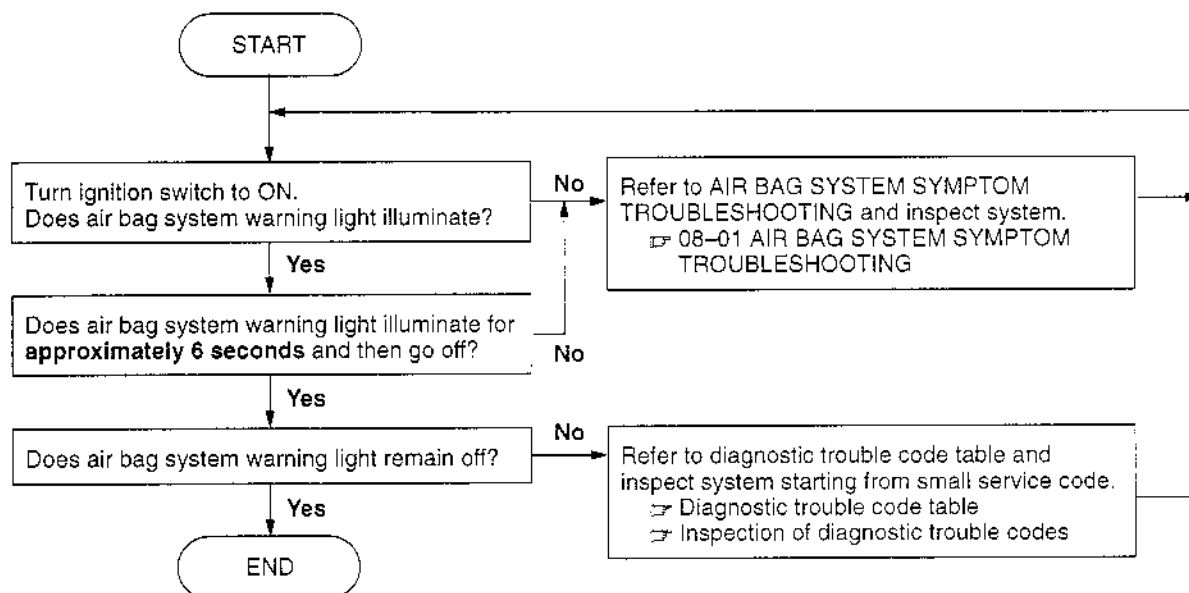 START
Turn ignition switch to ON.
Does air bag system warning light illuminate?
No
Refer to AIR BAG SYSTEM SYMPTOM
TROUBLESHOOTING and inspect system.
☞ 08–01 AIR BAG SYSTEM SYMPTOM
TROUBLESHOOTING
Yes
Does air bag system warning light illuminate for
approximately 6 seconds and then go off?
No
Yes
Does air bag system warning light remain off?
No
Refer to diagnostic trouble code table and
inspect system starting from small service code.
☞ Diagnostic trouble code table
☞ Inspection of diagnostic trouble codes
Yes
END